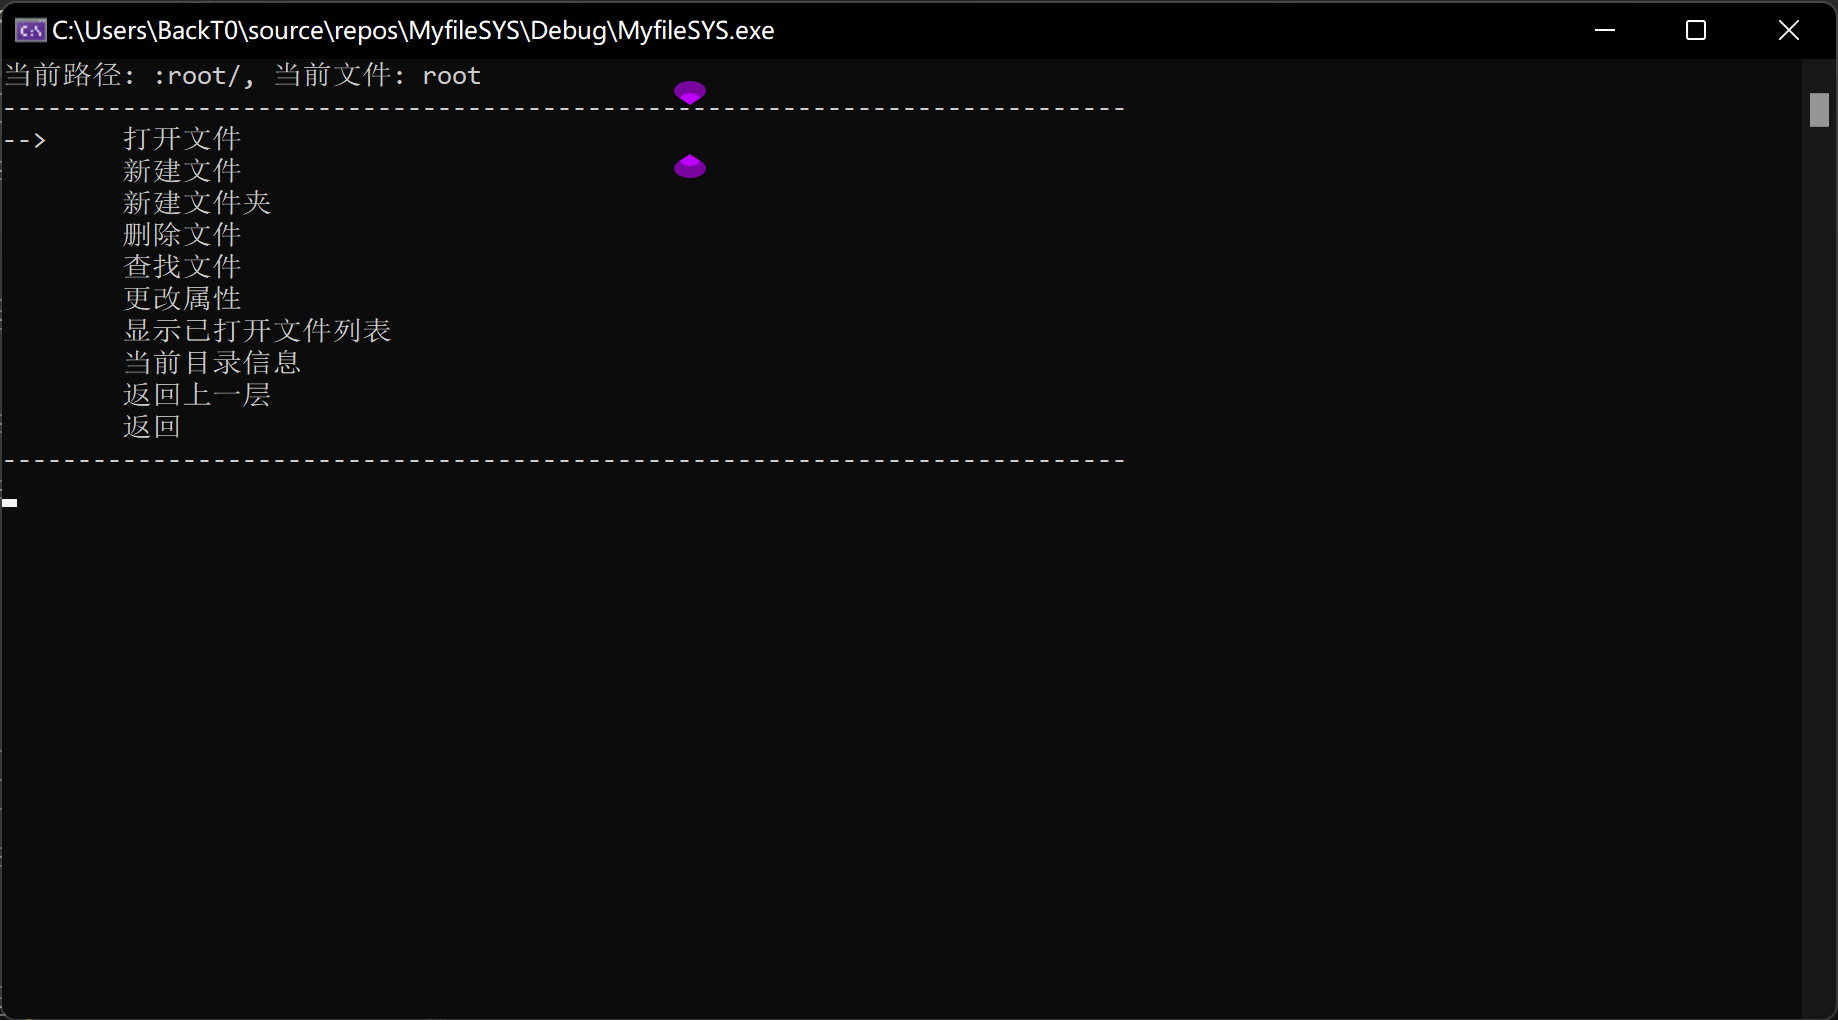 C:\Users\BackT0\source\repos\MyfileSYS\Debug\MyfileSYS.exe
当前路径: :root/, 当前文件: root
---------------------------------------------------------------------------
-->     打开文件
新建文件
新建文件夹
删除文件
查找文件
更改属性
显示已打开文件列表
当前目录信息
返回上一层
返回
---------------------------------------------------------------------------